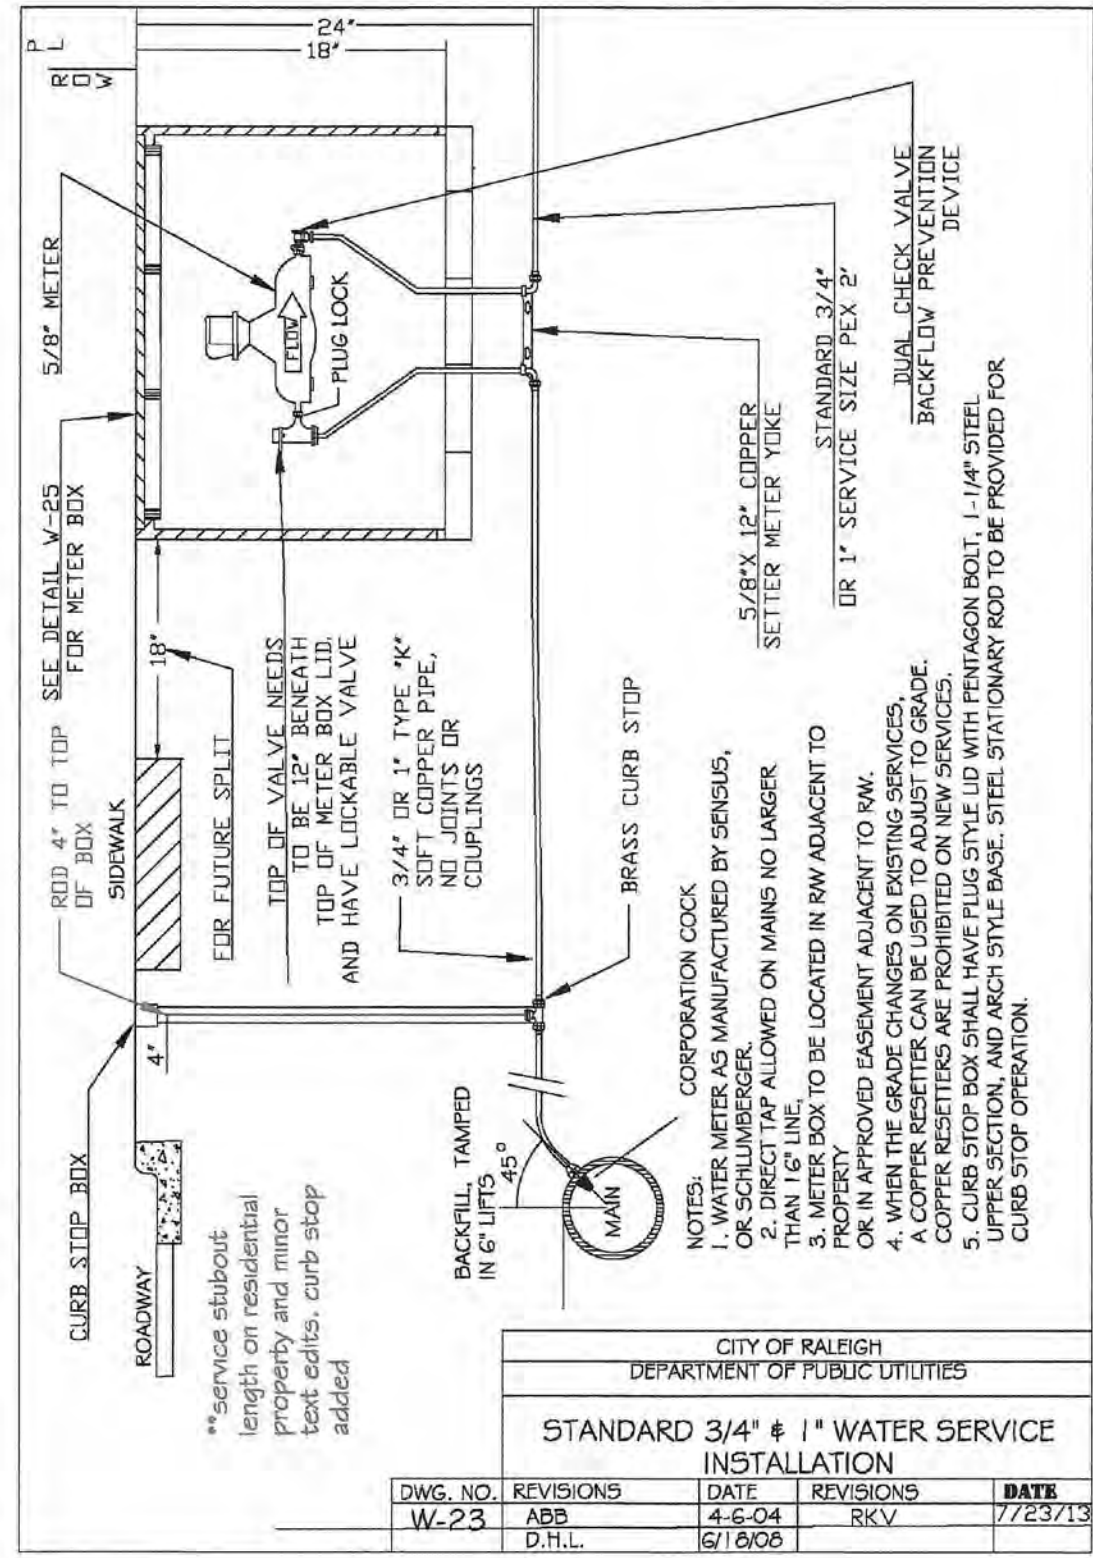 P
L
R
O
W
24"
18"
5/8" METER
SEE DETAIL W-25
FOR METER BOX
ROD 4" TO TOP
OF BOX
SIDEWALK
18"
FOR FUTURE SPLIT
4"
CURB STOP BOX
ROADWAY
FLOW
PLUG LOCK
TOP OF VALVE NEEDS
TO BE 12" BENEATH
TOP OF METER BOX LID.
AND HAVE LOCKABLE VALVE
3/4" OR 1" TYPE "K"
SOFT COPPER PIPE,
NO JOINTS OR
COUPLINGS
DUAL CHECK VALVE
BACKFLOW PREVENTION
DEVICE
STANDARD 3/4"
OR 1" SERVICE SIZE PEX 2'
5/8"X 12" COPPER
SETTER METER YOKE
BRASS CURB STOP
CORPORATION COCK
BACKFILL, TAMPED
IN 6" LIFTS
45°
MAIN
**service stubout
length on residential
property and minor
text edits. curb stop
added
NOTES:
1. WATER METER AS MANUFACTURED BY SENSUS,
OR SCHLUMBERGER.
2. DIRECT TAP ALLOWED ON MAINS NO LARGER
THAN 16" LINE,
3. METER BOX TO BE LOCATED IN RW ADJACENT TO
PROPERTY
OR IN APPROVED EASEMENT ADJACENT TO RW.
4. WHEN THE GRADE CHANGES ON EXISTING SERVICES,
A COPPER RESETTER CAN BE USED TO ADJUST TO GRADE.
COPPER RESETTERS ARE PROHIBITED ON NEW SERVICES.
5. CURB STOP BOX SHALL HAVE PLUG STYLE LID WITH PENTAGON BOLT, 1-1/4" STEEL
UPPER SECTION, AND ARCH STYLE BASE. STEEL STATIONARY ROD TO BE PROVIDED FOR
CURB STOP OPERATION.
CITY OF RALEIGH
DEPARTMENT OF PUBLIC UTILITIES
STANDARD 3/4" & 1" WATER SERVICE
INSTALLATION
DWG. NO. REVISIONS DATE REVISIONS DATE
W-23 ABB 4-6-04 RKV 7/23/13
D.H.L. 6/18/08